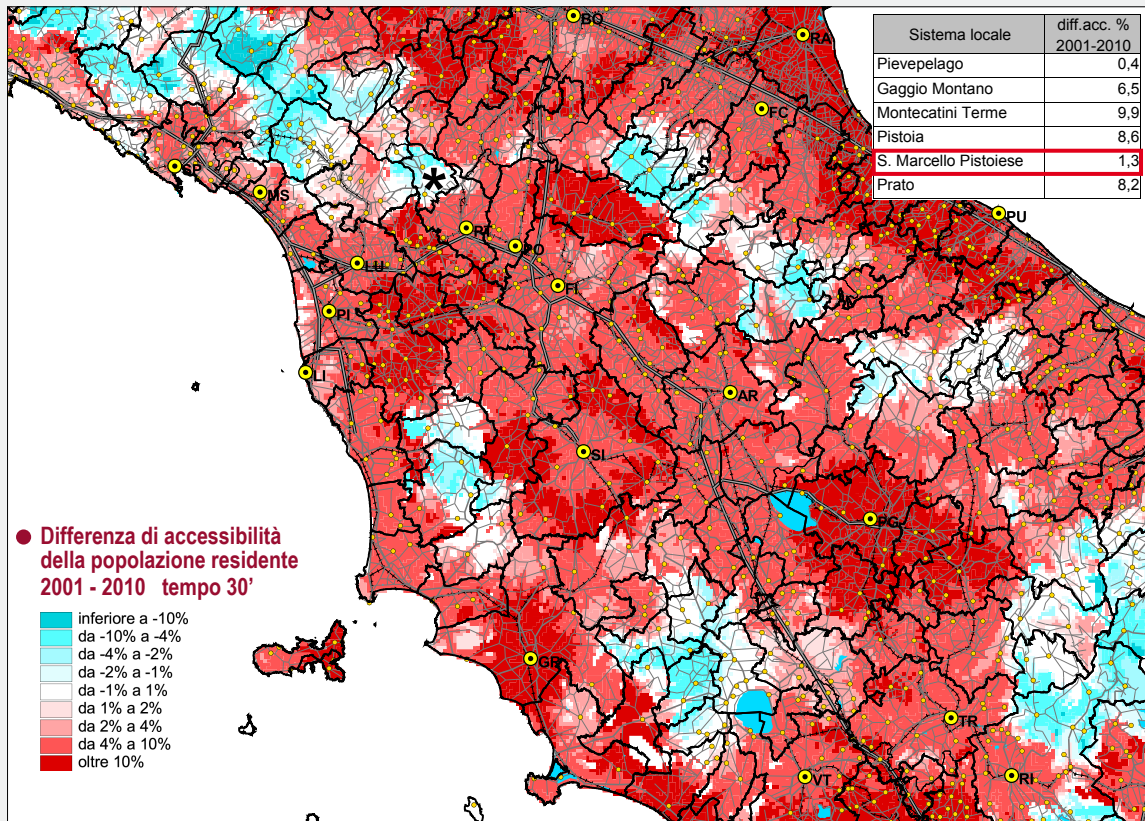 Sistema locale diff.acc. % 2001-2010
Pievepelago 0,4
Gaggio Montano 6,5
Montecatini Terme 9,9
Pistoia 8,6
S. Marcello Pistoiese 1,3
Prato 8,2
BO
RA
FC
SP
MS
*
PU
PT
PO
LU
FI
PI
LI
AR
SI
PG
● Differenza di accessibilità
della popolazione residente
2001 - 2010 tempo 30'
inferiore a -10%
da -10% a -4%
da -4% a -2%
da -2% a -1%
da -1% a 1%
da 1% a 2%
da 2% a 4%
da 4% a 10%
oltre 10%
GR
TR
VT
RI